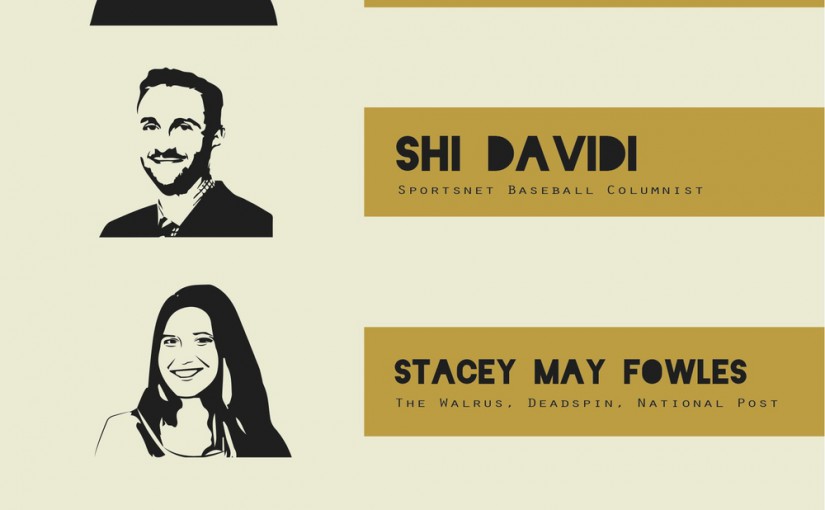 SHI DAVIDI
Sportsnet Baseball Columnist
STACEY MAY FOWLES
The Walrus, Deadspin, National Post